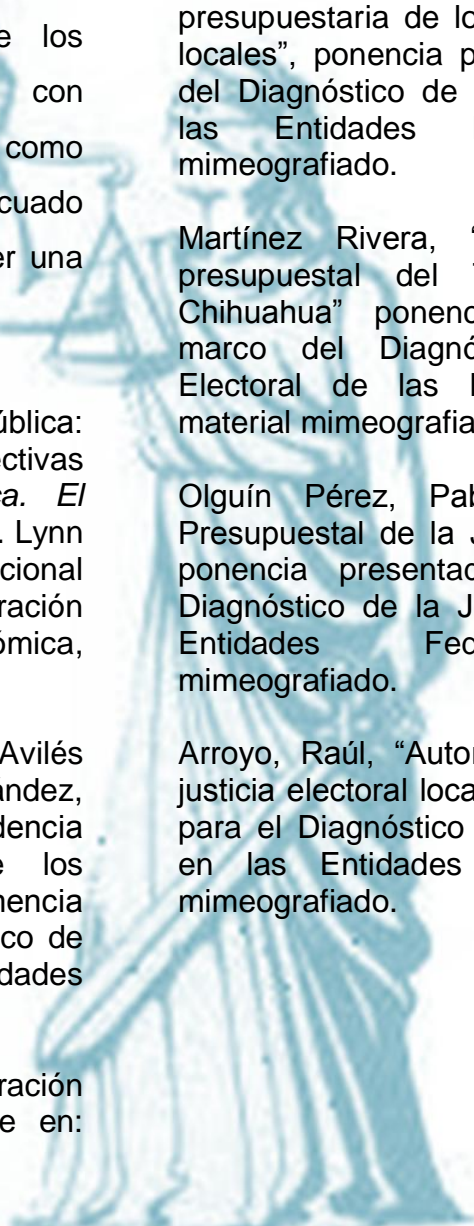 e los
con
como
cuado
er una
ública:
ectivas
ca. El
. Lynn
cional
ración
ómica,
Avilés
ández,
dencia
e los
nencia
co de
dades
ración
e en:
presupuestaria de lo
locales”, ponencia p
del Diagnóstico de
las Entidades
mimeografiado.
Martínez Rivera, “
presupuestal del
Chihuahua” ponenc
marco del Diagnó
Electoral de las
material mimeografia
Olguín Pérez, Pab
Presupuestal de la J
ponencia presentac
Diagnóstico de la J
Entidades Fed
mimeografiado.
Arroyo, Raúl, “Auton
justicia electoral loca
para el Diagnóstico
en las Entidades
mimeografiado.